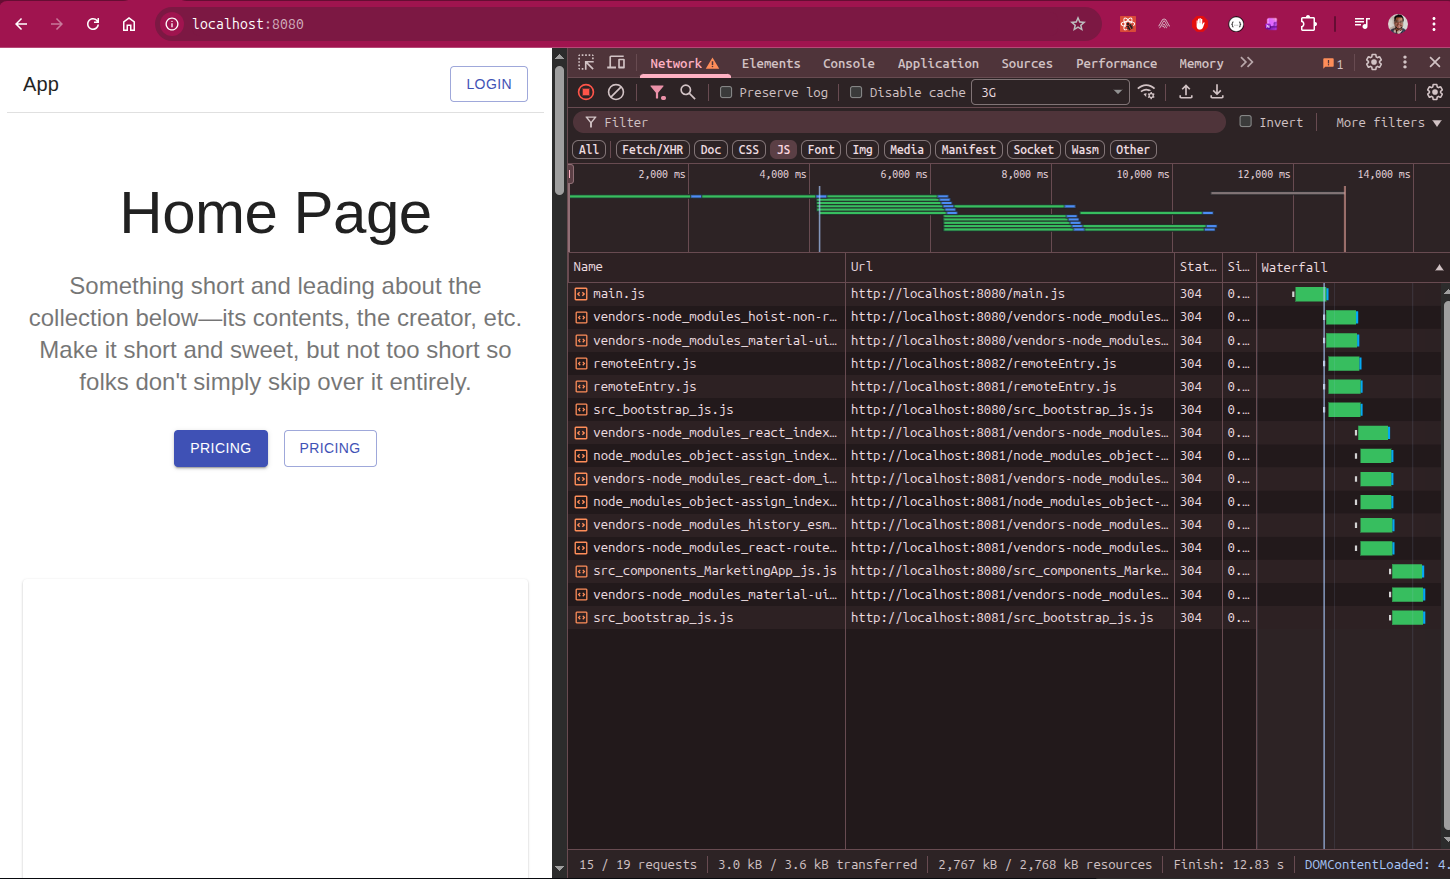 localhost:8080
App
LOGIN
Home Page
Something short and leading about the
collection below—its contents, the creator, etc.
Make it short and sweet, but not too short so
folks don't simply skip over it entirely.
PRICING PRICING
Network Elements Console Application Sources Performance Memory 1
Preserve log Disable cache 3G
Filter Invert More filters
All Fetch/XHR Doc CSS JS Font Img Media Manifest Socket Wasm Other
2,000 ms 4,000 ms 6,000 ms 8,000 ms 10,000 ms 12,000 ms 14,000 ms
Name Url Stat… Si… Waterfall
main.js http://localhost:8080/main.js 304 0.…
vendors-node_modules_hoist-non-r… http://localhost:8080/vendors-node_modules… 304 0.…
vendors-node_modules_material-ui… http://localhost:8080/vendors-node_modules… 304 0.…
remoteEntry.js http://localhost:8082/remoteEntry.js 304 0.…
remoteEntry.js http://localhost:8081/remoteEntry.js 304 0.…
src_bootstrap_js.js http://localhost:8080/src_bootstrap_js.js 304 0.…
vendors-node_modules_react_index… http://localhost:8081/vendors-node_modules… 304 0.…
node_modules_object-assign_index… http://localhost:8081/node_modules_object-… 304 0.…
vendors-node_modules_react-dom_i… http://localhost:8081/vendors-node_modules… 304 0.…
node_modules_object-assign_index… http://localhost:8081/node_modules_object-… 304 0.…
vendors-node_modules_history_esm… http://localhost:8081/vendors-node_modules… 304 0.…
vendors-node_modules_react-route… http://localhost:8081/vendors-node_modules… 304 0.…
src_components_MarketingApp_js.js http://localhost:8080/src_components_Marke… 304 0.…
vendors-node_modules_material-ui… http://localhost:8081/vendors-node_modules… 304 0.…
src_bootstrap_js.js http://localhost:8081/src_bootstrap_js.js 304 0.…
15 / 19 requests 3.0 kB / 3.6 kB transferred 2,767 kB / 2,768 kB resources Finish: 12.83 s DOMContentLoaded: 4.